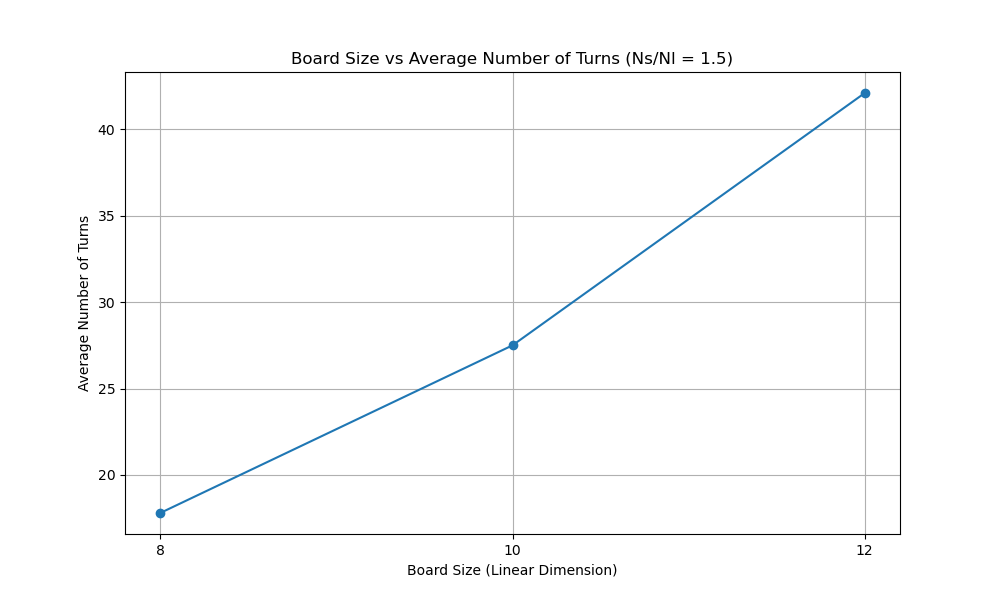 Board Size vs Average Number of Turns (Ns/Nl = 1.5)
Average Number of Turns
40
35
30
25
20
8 10 12
Board Size (Linear Dimension)